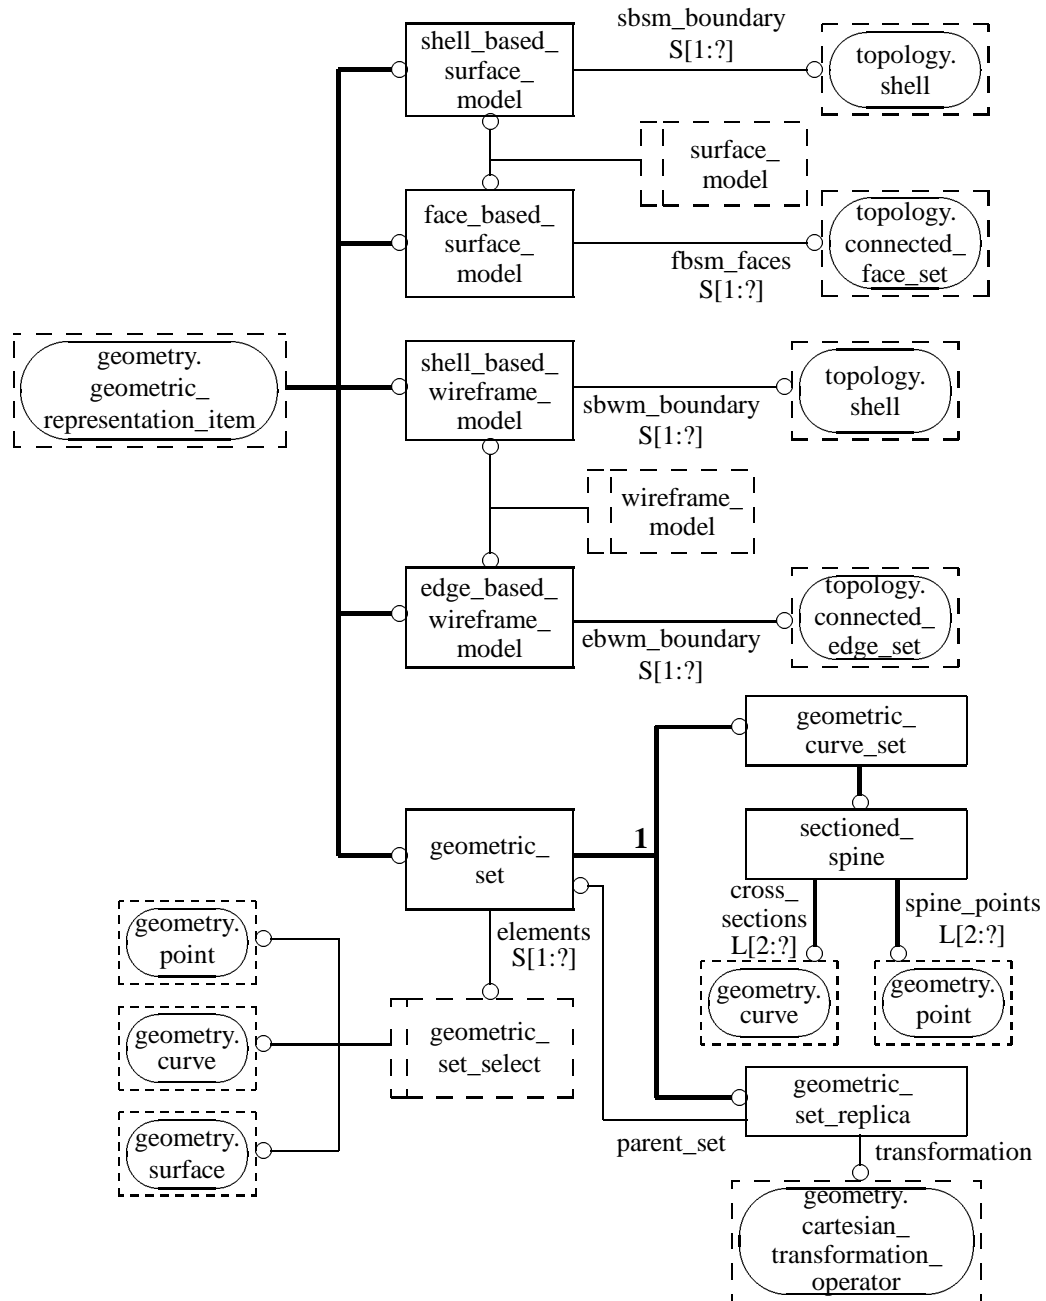 sbsm_boundary
S[1:?]
shell_based_
surface_
model
topology.
shell
surface_
model
face_based_
surface_
model
fbsm_faces
S[1:?]
topology.
connected_
face_set
geometry.
geometric_
representation_item
shell_based_
wireframe_
model
sbwm_boundary
S[1:?]
topology.
shell
wireframe_
model
edge_based_
wireframe_
model
ebwm_boundary
S[1:?]
topology.
connected_
edge_set
geometric_
curve_set
geometric_
set
1
sectioned_
spine
cross_
sections
L[2:?]
spine_points
L[2:?]
elements
S[1:?]
geometry.
point
geometry.
curve
geometry.
surface
geometric_
set_select
geometry.
curve
geometry.
point
geometric_
set_replica
parent_set
transformation
geometry.
cartesian_
transformation_
operator